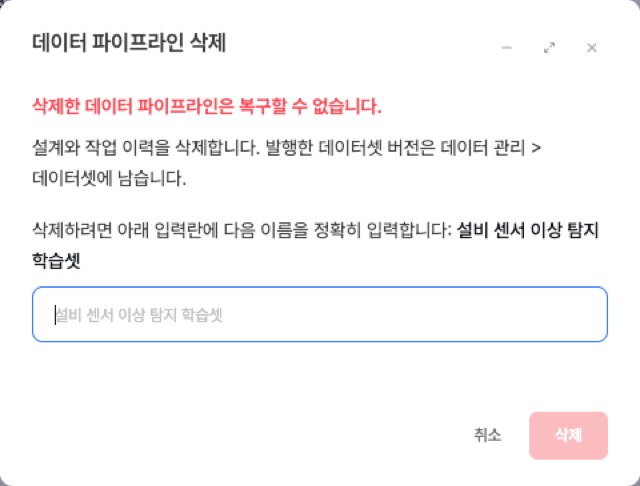 데이터 파이프라인 삭제
삭제한 데이터 파이프라인은 복구할 수 없습니다.
설계와 작업 이력을 삭제합니다. 발행한 데이터셋 버전은 데이터 관리 >
데이터셋에 남습니다.
삭제하려면 아래 입력란에 다음 이름을 정확히 입력합니다: 설비 센서 이상 탐지
학습셋
설비 센서 이상 탐지 학습셋
취소 삭제